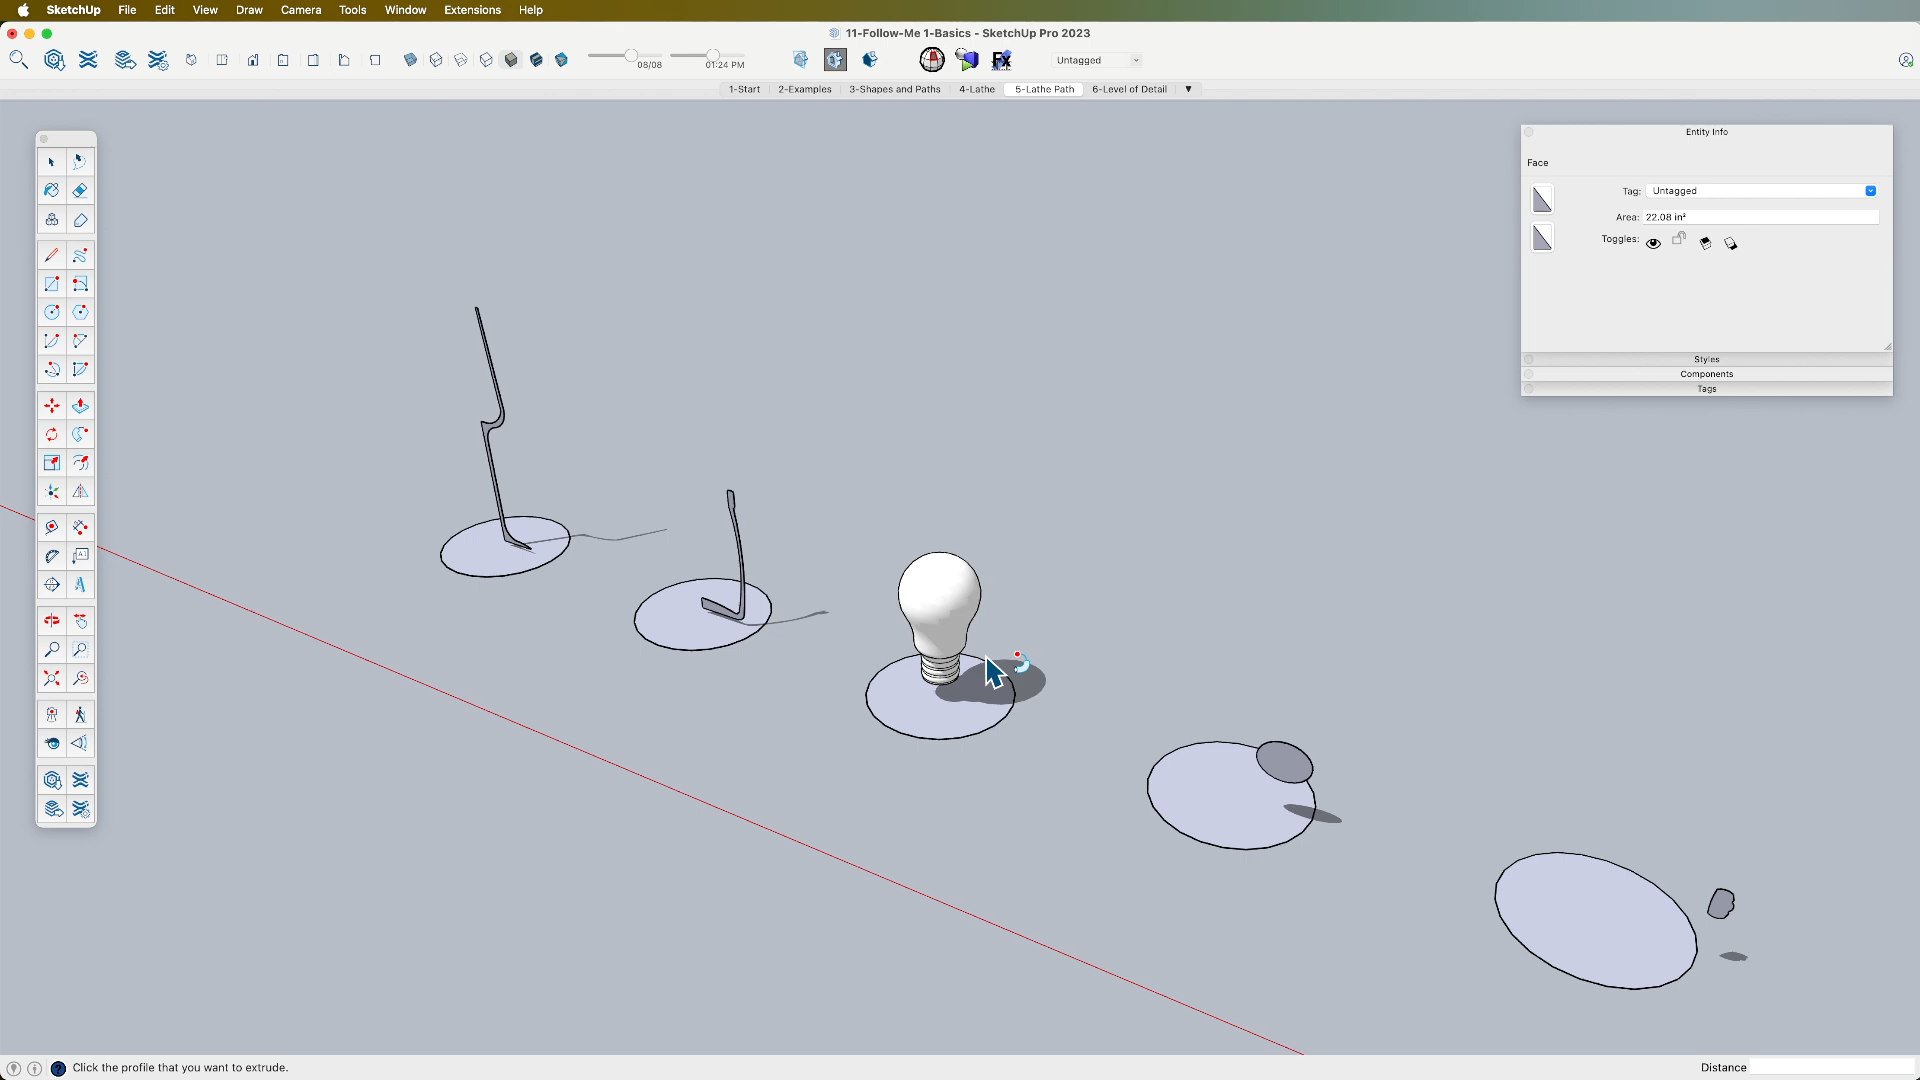 SketchUp File Edit View Draw Camera Tools Window Extensions Help
11-Follow-Me 1-Basics - SketchUp Pro 2023
08/08 01:24 PM Untagged
1-Start 2-Examples 3-Shapes and Paths 4-Lathe 5-Lathe Path 6-Level of Detail
Entity Info
Face
Tag: Untagged
Area: 22.08 in²
Toggles:
Styles
Components
Tags
Click the profile that you want to extrude.
Distance